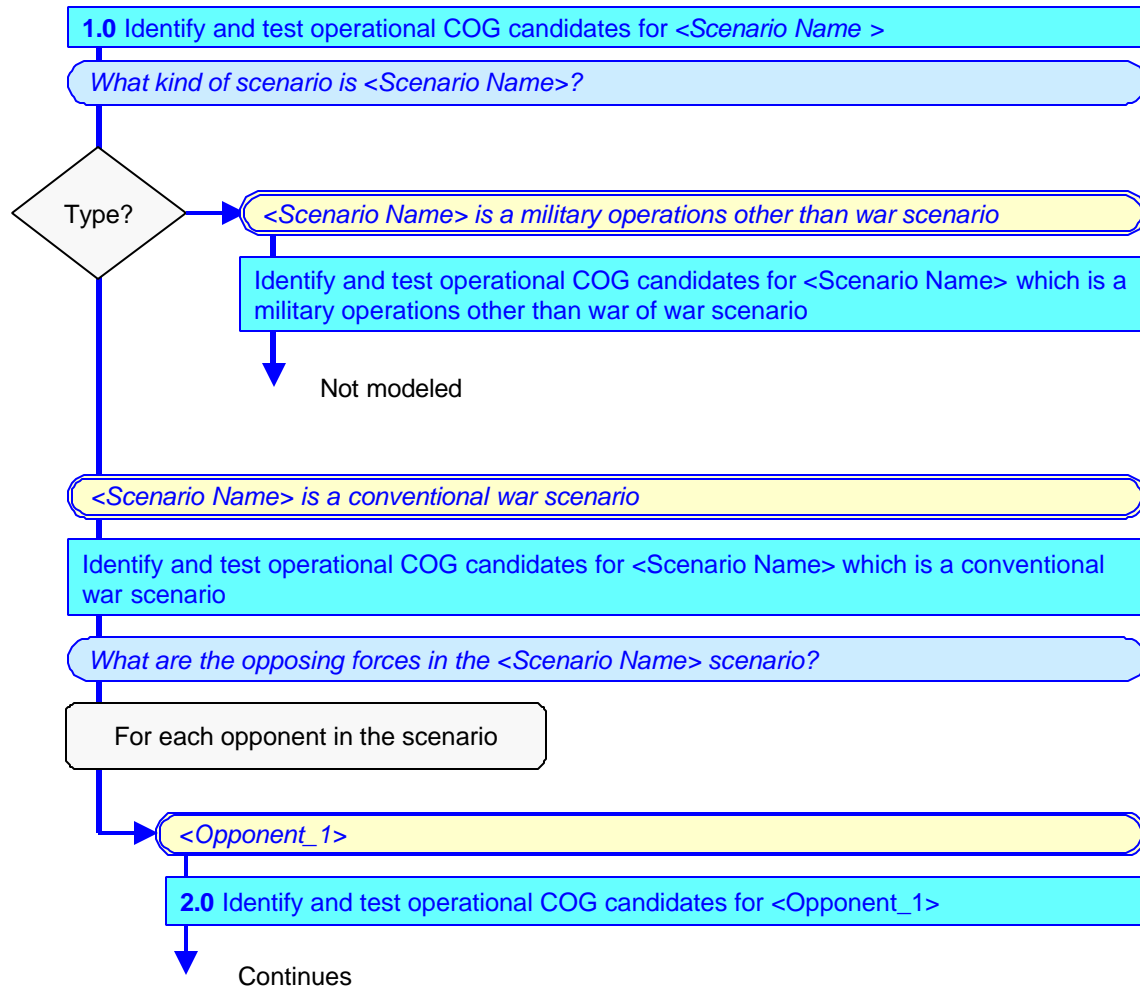 1.0 Identify and test operational COG candidates for <Scenario Name >
What kind of scenario is <Scenario Name>?
Type?
<Scenario Name> is a military operations other than war scenario
Identify and test operational COG candidates for <Scenario Name> which is a
military operations other than war of war scenario
Not modeled
<Scenario Name> is a conventional war scenario
Identify and test operational COG candidates for <Scenario Name> which is a conventional
war scenario
What are the opposing forces in the <Scenario Name> scenario?
For each opponent in the scenario
<Opponent_1>
2.0 Identify and test operational COG candidates for <Opponent_1>
Continues